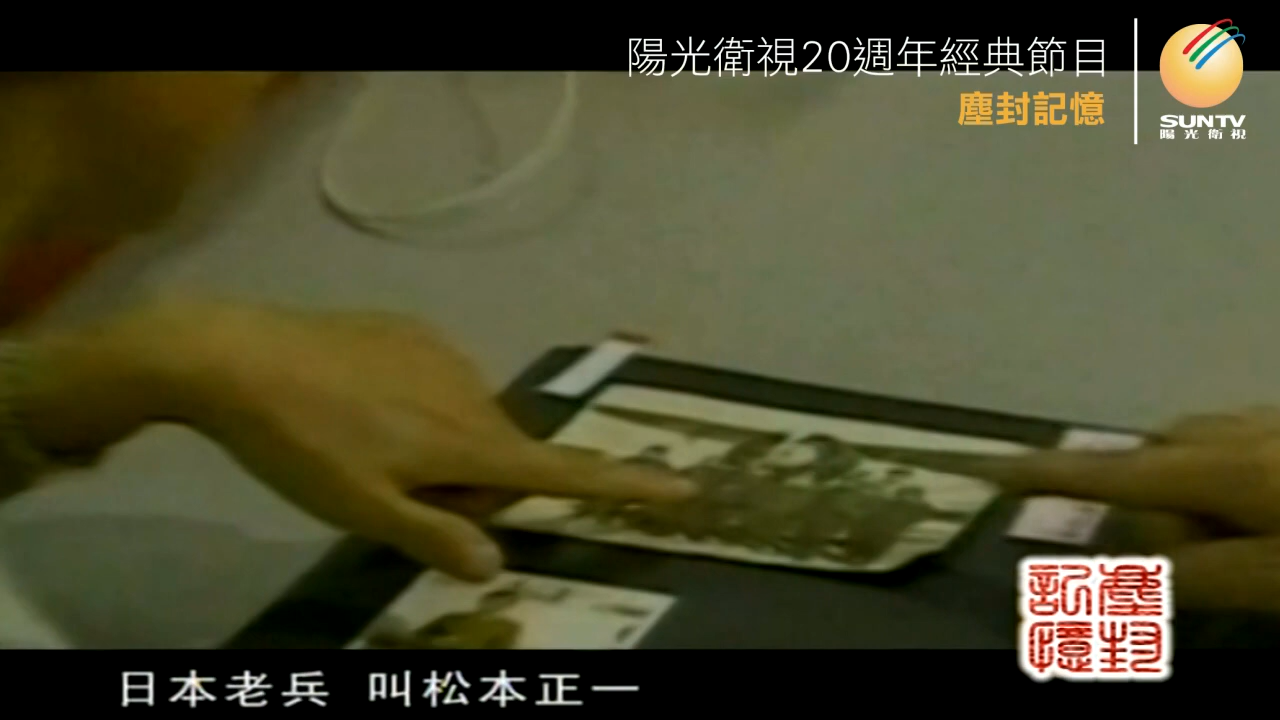 陽光衛視20週年經典節目
塵封記憶
SUNTV
陽光衛視
塵封
記憶
日本老兵 叫松本正一